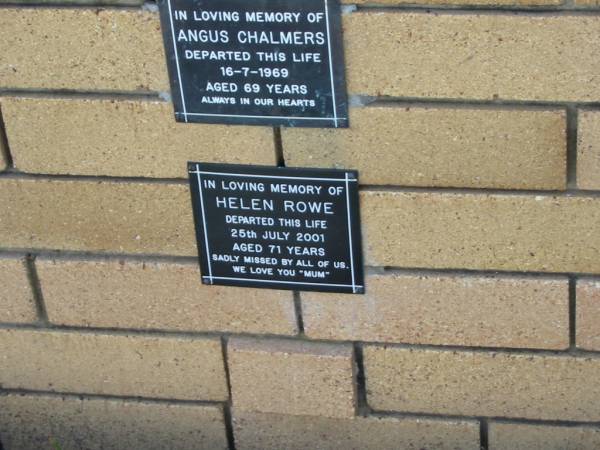 IN LOVING MEMORY OF
ANGUS CHALMERS
DEPARTED THIS LIFE
16-7-1969
AGED 69 YEARS
ALWAYS IN OUR HEARTS
IN LOVING MEMORY OF
HELEN ROWE
DEPARTED THIS LIFE
25th JULY 2001
AGED 71 YEARS
SADLY MISSED BY ALL OF US.
WE LOVE YOU "MUM"